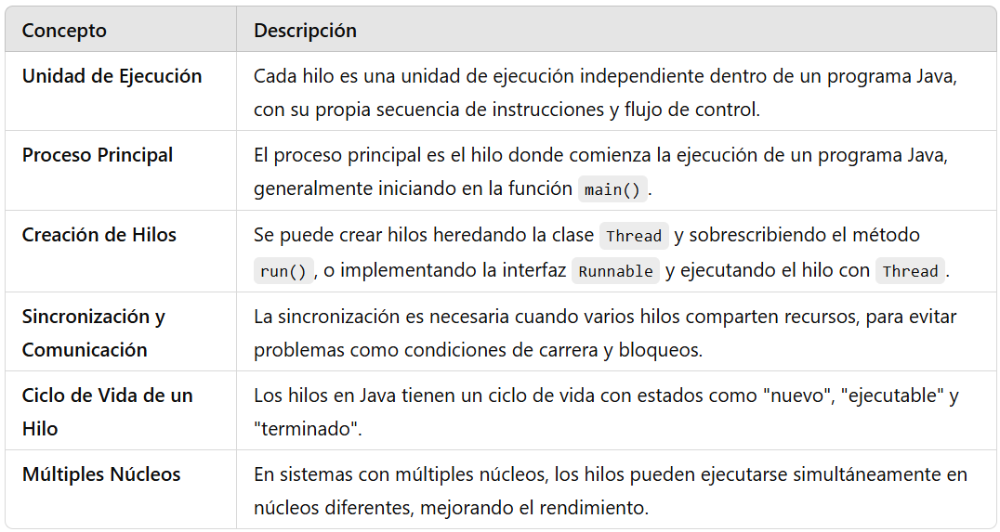 Concepto Descripción
Unidad de Ejecución Cada hilo es una unidad de ejecución independiente dentro de un programa Java,
con su propia secuencia de instrucciones y flujo de control.
Proceso Principal El proceso principal es el hilo donde comienza la ejecución de un programa Java,
generalmente iniciando en la función main() .
Creación de Hilos Se puede crear hilos heredando la clase Thread y sobrescribiendo el método
run() , o implementando la interfaz Runnable y ejecutando el hilo con Thread .
Sincronización y
Comunicación
La sincronización es necesaria cuando varios hilos comparten recursos, para evitar
problemas como condiciones de carrera y bloqueos.
Ciclo de Vida de un
Hilo
Los hilos en Java tienen un ciclo de vida con estados como "nuevo", "ejecutable" y
"terminado".
Múltiples Núcleos En sistemas con múltiples núcleos, los hilos pueden ejecutarse simultáneamente en
núcleos diferentes, mejorando el rendimiento.